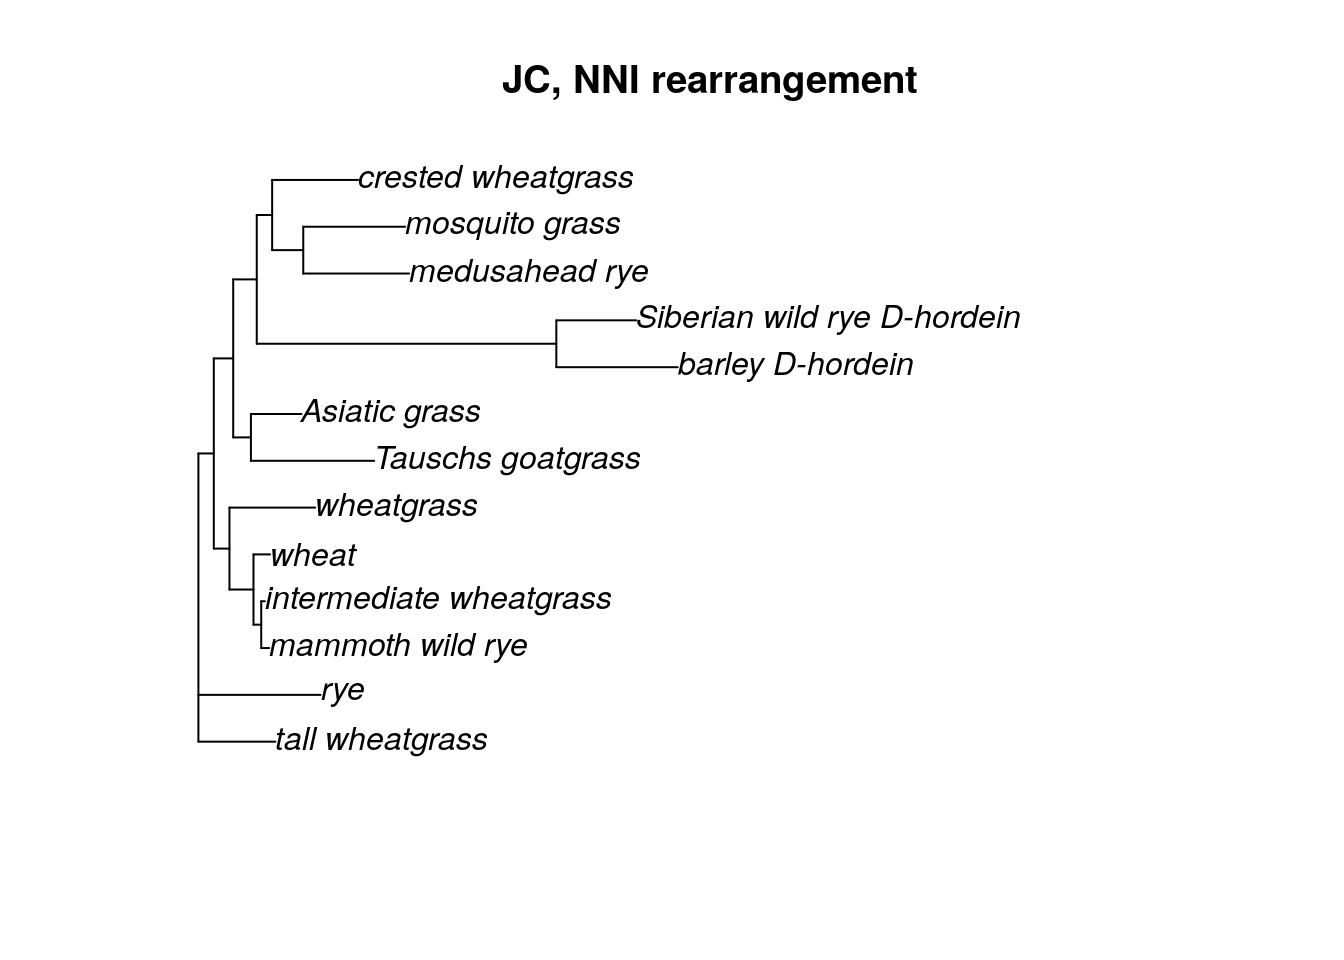 JC, NNI rearrangement
crested wheatgrass
mosquito grass
medusahead rye
Siberian wild rye D-hordein
barley D-hordein
Asiatic grass
Tauschs goatgrass
wheatgrass
wheat
intermediate wheatgrass
mammoth wild rye
rye
tall wheatgrass